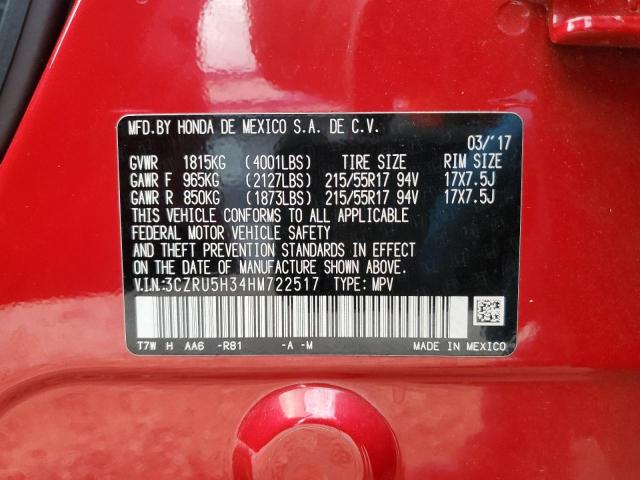 MFD.BY HONDA DE MEXICO S.A. DE C.V.
03/'17
GVWR 1815KG (4001LBS) TIRE SIZE RIM SIZE
GAWR F 965KG (2127LBS) 215/55R17 94V 17X7.5J
GAWR R 850KG (1873LBS) 215/55R17 94V 17X7.5J
THIS VEHICLE CONFORMS TO ALL APPLICABLE
FEDERAL MOTOR VEHICLE SAFETY
AND THEFT PREVENTION STANDARDS IN EFFECT
ON THE DATE OF MANUFACTURE SHOWN ABOVE.
V.I.N.:3CZRU5H34HM722517 TYPE: MPV
T7W H AA6 -R81 -A -M MADE IN MEXICO